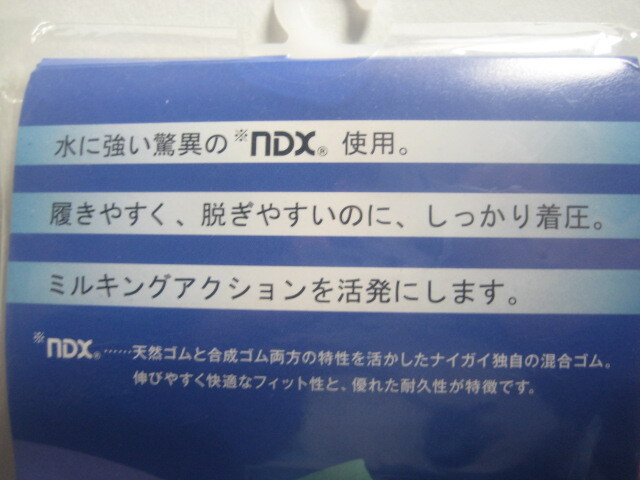 水に強い驚異の※NDX® 使用。
履きやすく、脱ぎやすいのに、しっかり着圧。
ミルキングアクションを活発にします。
※NDX®……天然ゴムと合成ゴム両方の特性を活かしたナイガイ独自の混合ゴム。
伸びやすく快適なフィット性と、優れた耐久性が特徴です。